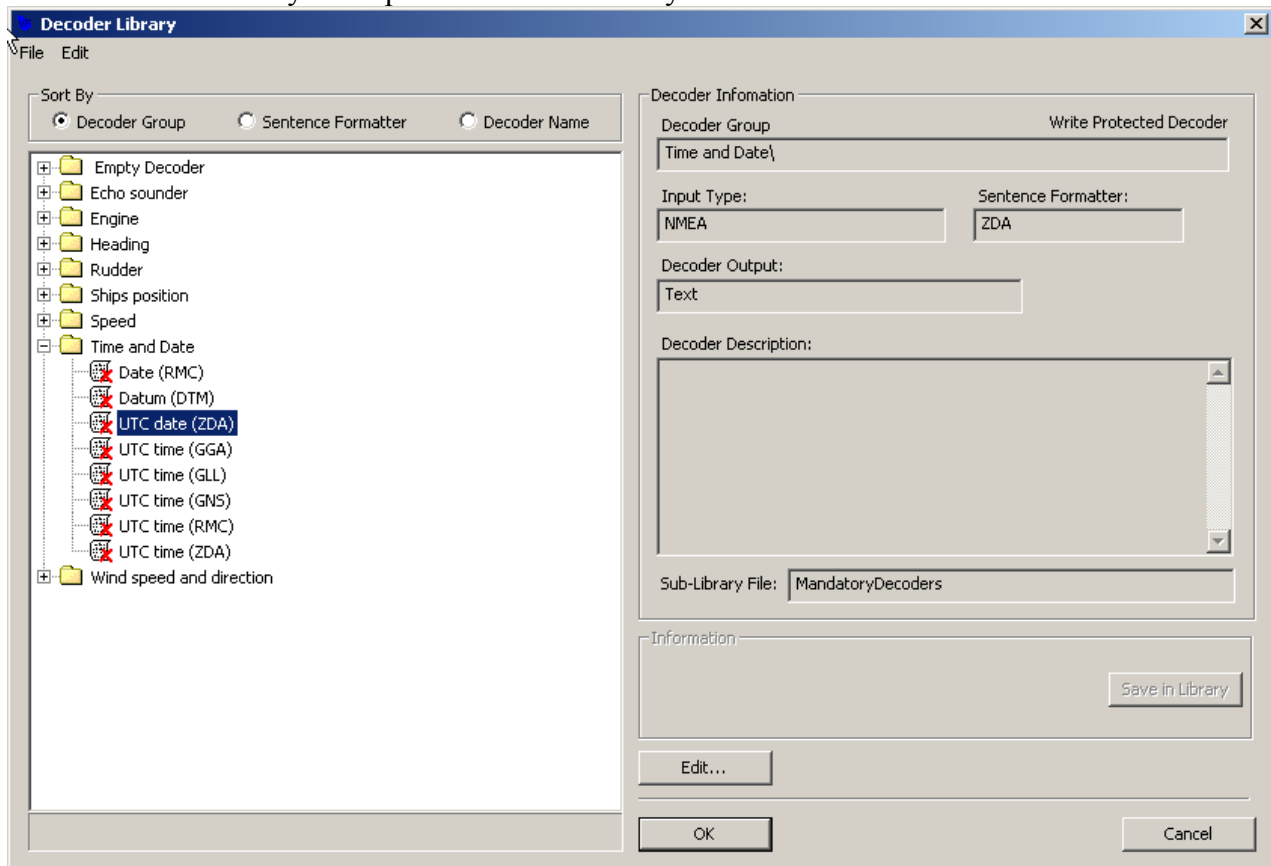 Decoder Library
File Edit
Sort By
Decoder Group Sentence Formatter Decoder Name
Empty Decoder
Echo sounder
Engine
Heading
Rudder
Ships position
Speed
Time and Date
Date (RMC)
Datum (DTM)
UTC date (ZDA)
UTC time (GGA)
UTC time (GLL)
UTC time (GNS)
UTC time (RMC)
UTC time (ZDA)
Wind speed and direction
Decoder Infomation
Decoder Group Write Protected Decoder
Time and Date\
Input Type: Sentence Formatter:
NMEA ZDA
Decoder Output:
Text
Decoder Description:
Sub-Library File: MandatoryDecoders
Information
Save in Library
Edit...
OK Cancel